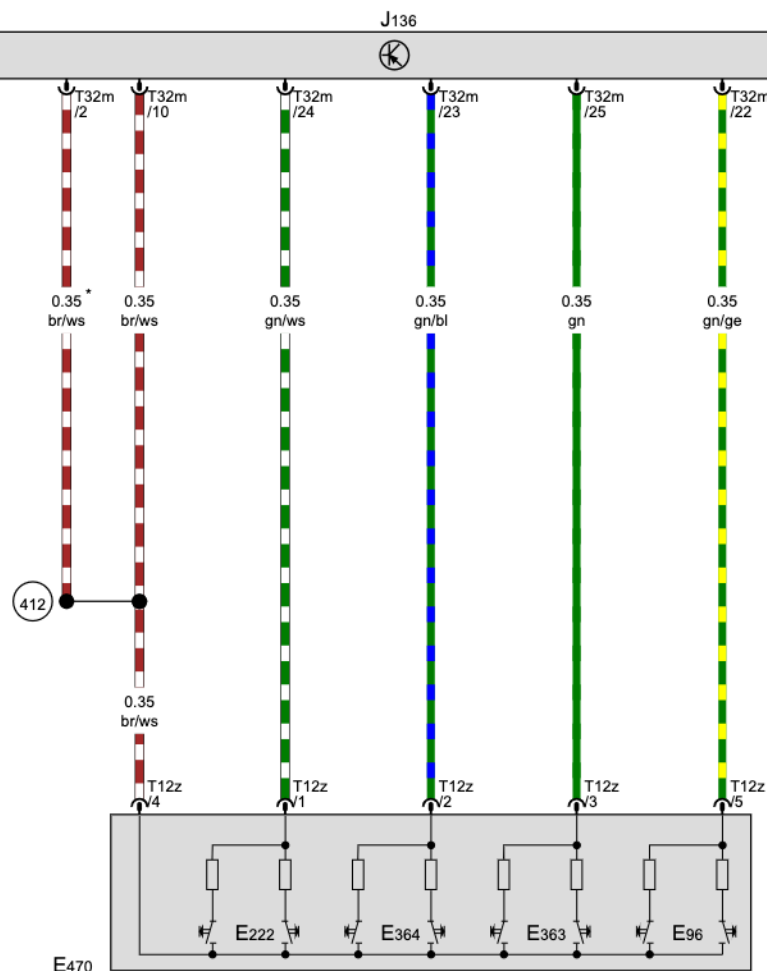 J136
T32m
/2
T32m
/10
T32m
/24
T32m
/23
T32m
/25
T32m
/22
0.35 *
br/ws
0.35
br/ws
0.35
gn/ws
0.35
gn/bl
0.35
gn
0.35
gn/ge
412
0.35
br/ws
T12z
/4
T12z
/1
T12z
/2
T12z
/3
T12z
/5
E222
E364
E363
E96
E470